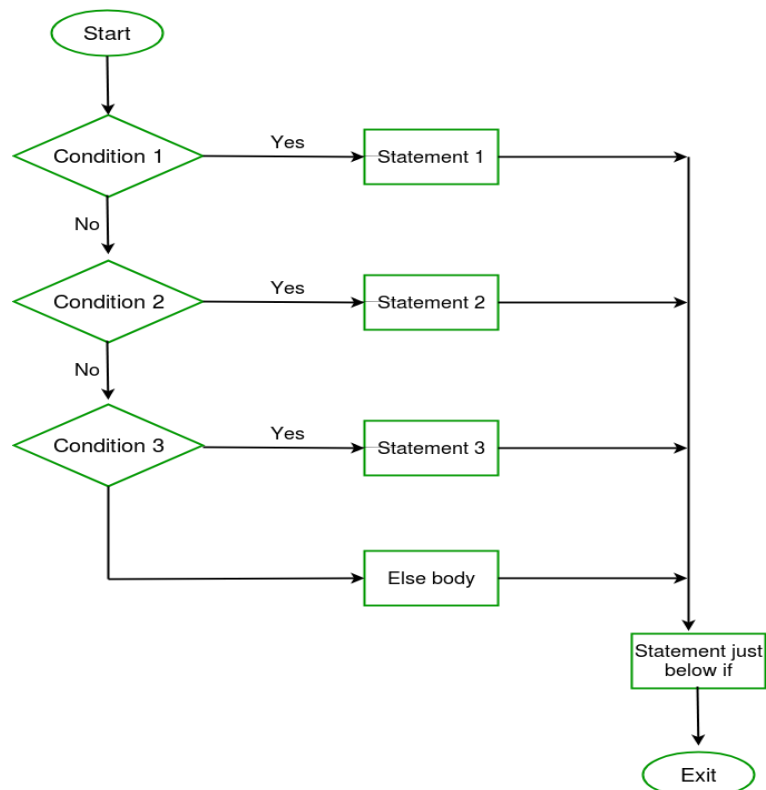 Start
Condition 1
Yes
Statement 1
No
Condition 2
Yes
Statement 2
No
Condition 3
Yes
Statement 3
Else body
Statement just
below if
Exit